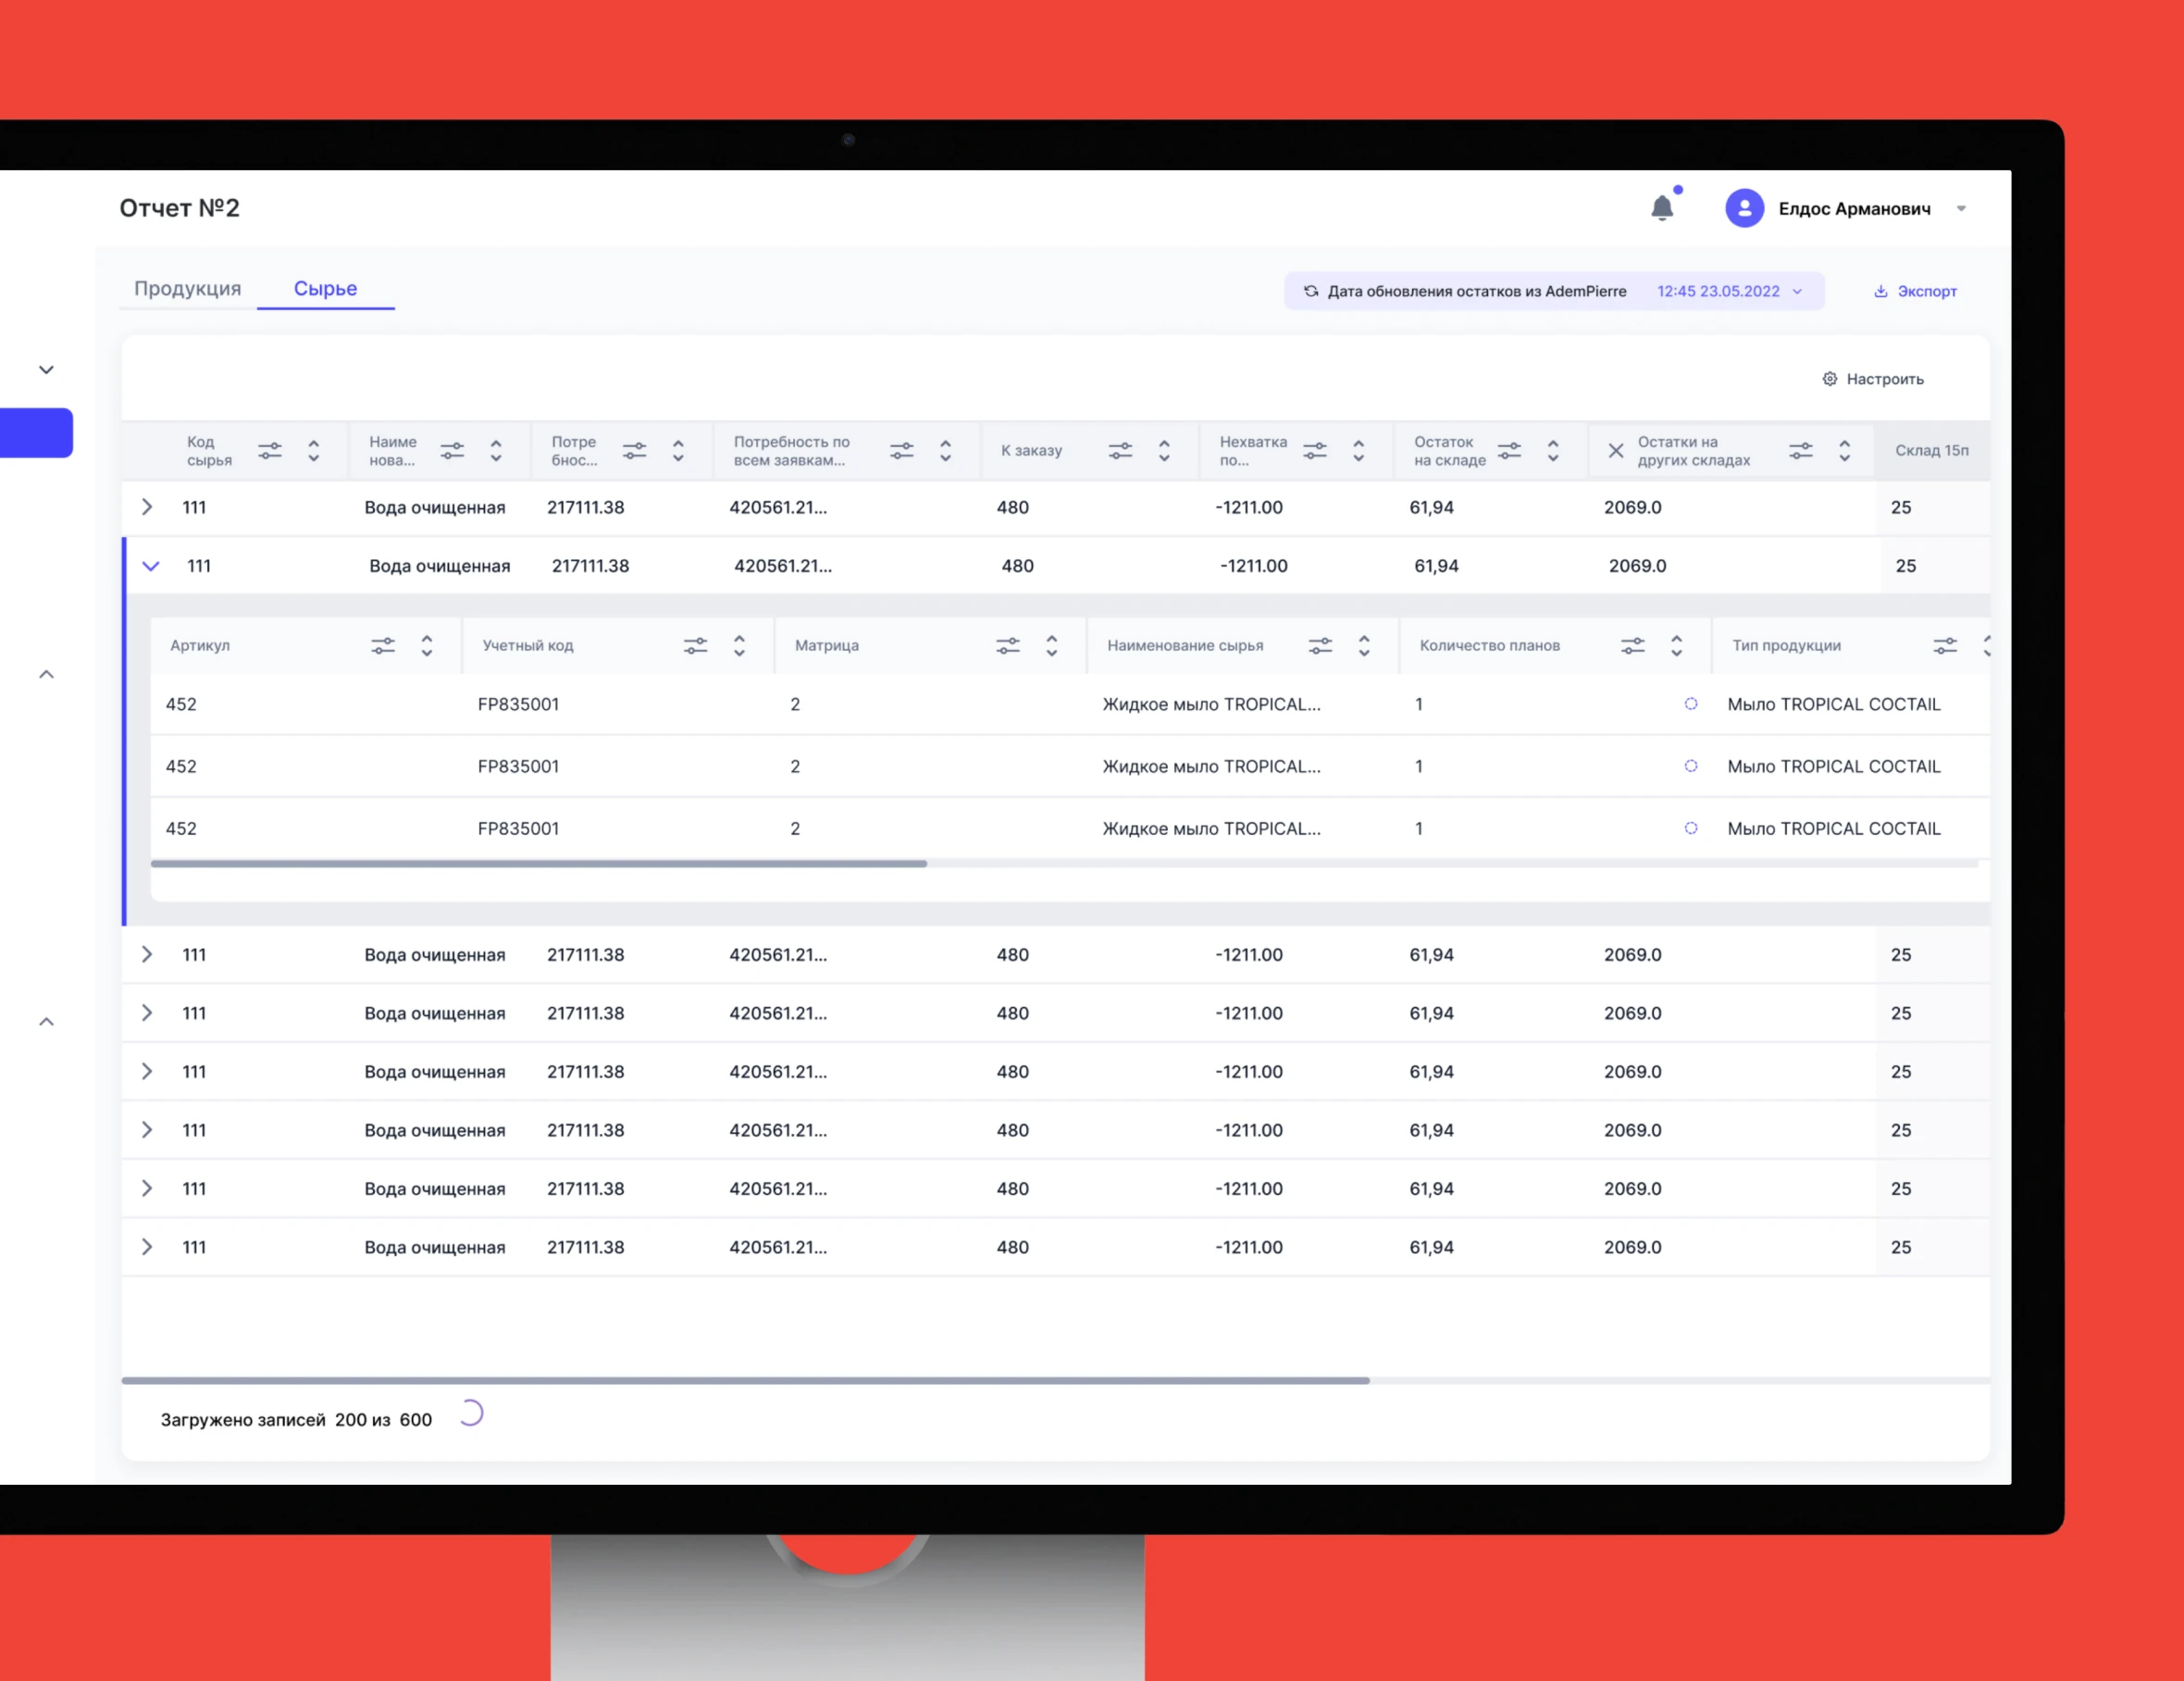 Отчет №2
Елдос Арманович
Продукция Сырье
Дата обновления остатков из AdemPierre 12:45 23.05.2022
Экспорт
Настроить
Код сырья Наиме нова... Потре бнос... Потребность по всем заявкам... К заказу Нехватка по... Остаток на складе Остатки на других складах Склад 15п
111 Вода очищенная 217111.38 420561.21... 480 -1211.00 61,94 2069.0 25
111 Вода очищенная 217111.38 420561.21... 480 -1211.00 61,94 2069.0 25
Артикул Учетный код Матрица Наименование сырья Количество планов Тип продукции
452 FP835001 2 Жидкое мыло TROPICAL... 1 Мыло TROPICAL COCTAIL
452 FP835001 2 Жидкое мыло TROPICAL... 1 Мыло TROPICAL COCTAIL
452 FP835001 2 Жидкое мыло TROPICAL... 1 Мыло TROPICAL COCTAIL
111 Вода очищенная 217111.38 420561.21... 480 -1211.00 61,94 2069.0 25
111 Вода очищенная 217111.38 420561.21... 480 -1211.00 61,94 2069.0 25
111 Вода очищенная 217111.38 420561.21... 480 -1211.00 61,94 2069.0 25
111 Вода очищенная 217111.38 420561.21... 480 -1211.00 61,94 2069.0 25
111 Вода очищенная 217111.38 420561.21... 480 -1211.00 61,94 2069.0 25
111 Вода очищенная 217111.38 420561.21... 480 -1211.00 61,94 2069.0 25
Загружено записей 200 из 600